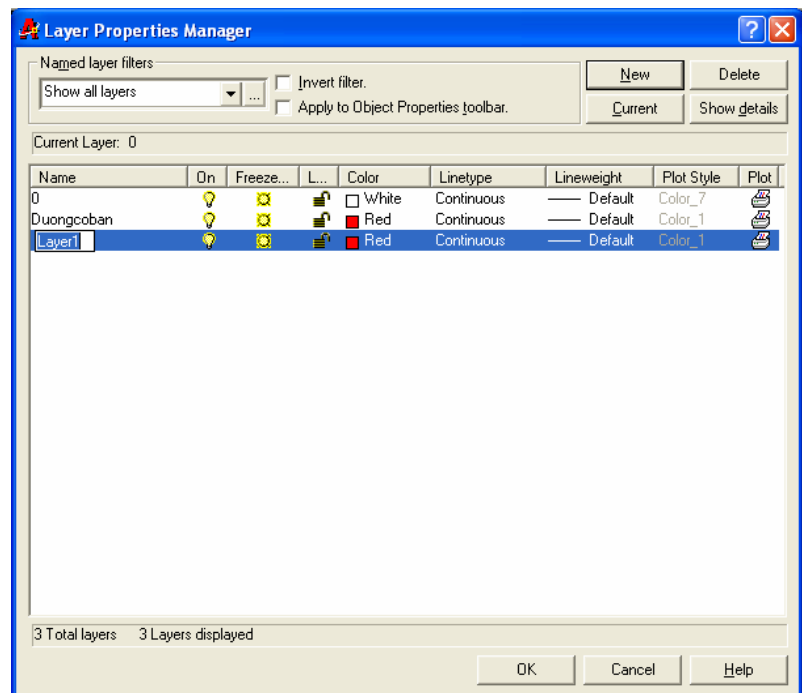 Layer Properties Manager
Named layer filters
Show all layers
...
Invert filter.
Apply to Object Properties toolbar.
New
Delete
Current
Show details
Current Layer: 0
Name On Freeze... L... Color Linetype Lineweight Plot Style Plot
0 White Continuous Default Color_7
Duongcoban Red Continuous Default Color_1
Layer1 Red Continuous Default Color_1
3 Total layers 3 Layers displayed
OK Cancel Help